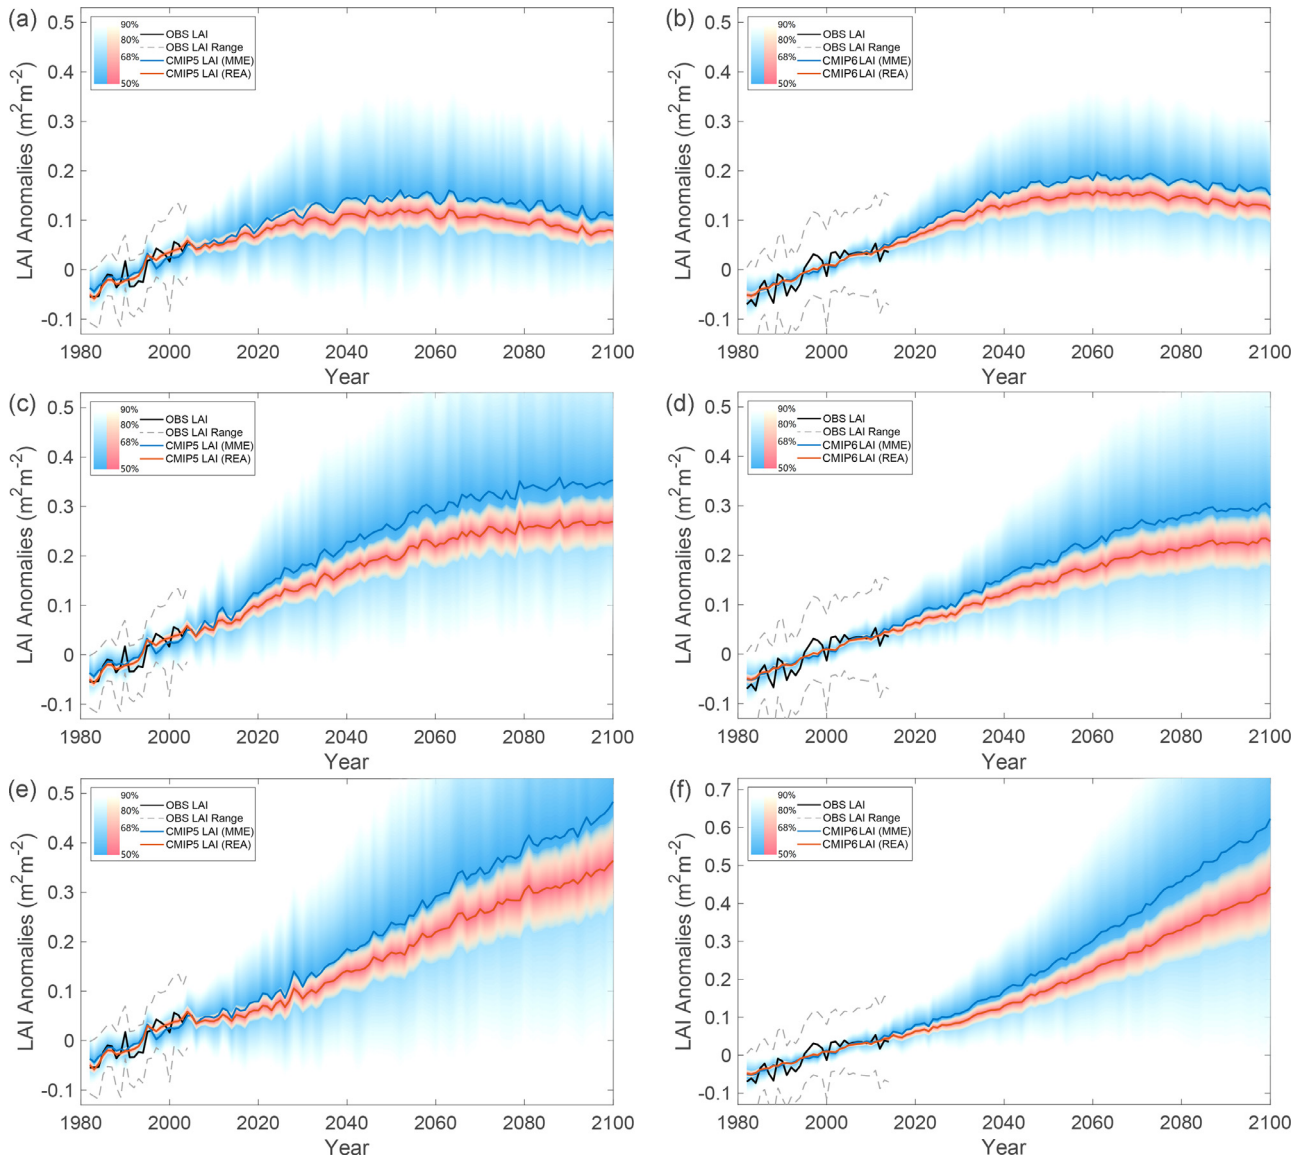 (a)
0.5
0.4
0.3
0.2
0.1
0
-0.1
LAI Anomalies (m2m-2)
90%
80%
68%
50%
OBS LAI
OBS LAI Range
CMIP5 LAI (MME)
CMIP5 LAI (REA)
1980 2000 2020 2040 2060 2080 2100
Year
(b)
0.5
0.4
0.3
0.2
0.1
0
-0.1
LAI Anomalies (m2m-2)
90%
80%
68%
50%
OBS LAI
OBS LAI Range
CMIP6 LAI (MME)
CMIP6 LAI (REA)
1980 2000 2020 2040 2060 2080 2100
Year
(c)
0.5
0.4
0.3
0.2
0.1
0
-0.1
LAI Anomalies (m2m-2)
90%
80%
68%
50%
OBS LAI
OBS LAI Range
CMIP5 LAI (MME)
CMIP5 LAI (REA)
1980 2000 2020 2040 2060 2080 2100
Year
(d)
0.5
0.4
0.3
0.2
0.1
0
-0.1
LAI Anomalies (m2m-2)
90%
80%
68%
50%
OBS LAI
OBS LAI Range
CMIP6 LAI (MME)
CMIP6 LAI (REA)
1980 2000 2020 2040 2060 2080 2100
Year
(e)
0.5
0.4
0.3
0.2
0.1
0
-0.1
LAI Anomalies (m2m-2)
90%
80%
68%
50%
OBS LAI
OBS LAI Range
CMIP5 LAI (MME)
CMIP5 LAI (REA)
1980 2000 2020 2040 2060 2080 2100
Year
(f)
0.7
0.6
0.5
0.4
0.3
0.2
0.1
0
-0.1
LAI Anomalies (m2m-2)
90%
80%
68%
50%
OBS LAI
OBS LAI Range
CMIP6 LAI (MME)
CMIP6 LAI (REA)
1980 2000 2020 2040 2060 2080 2100
Year